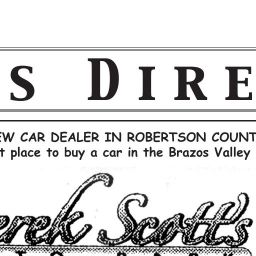 S DIRE
EW CAR DEALER IN ROBERTSON COUNT
t place to buy a car in the Brazos Valley
erek Scott's